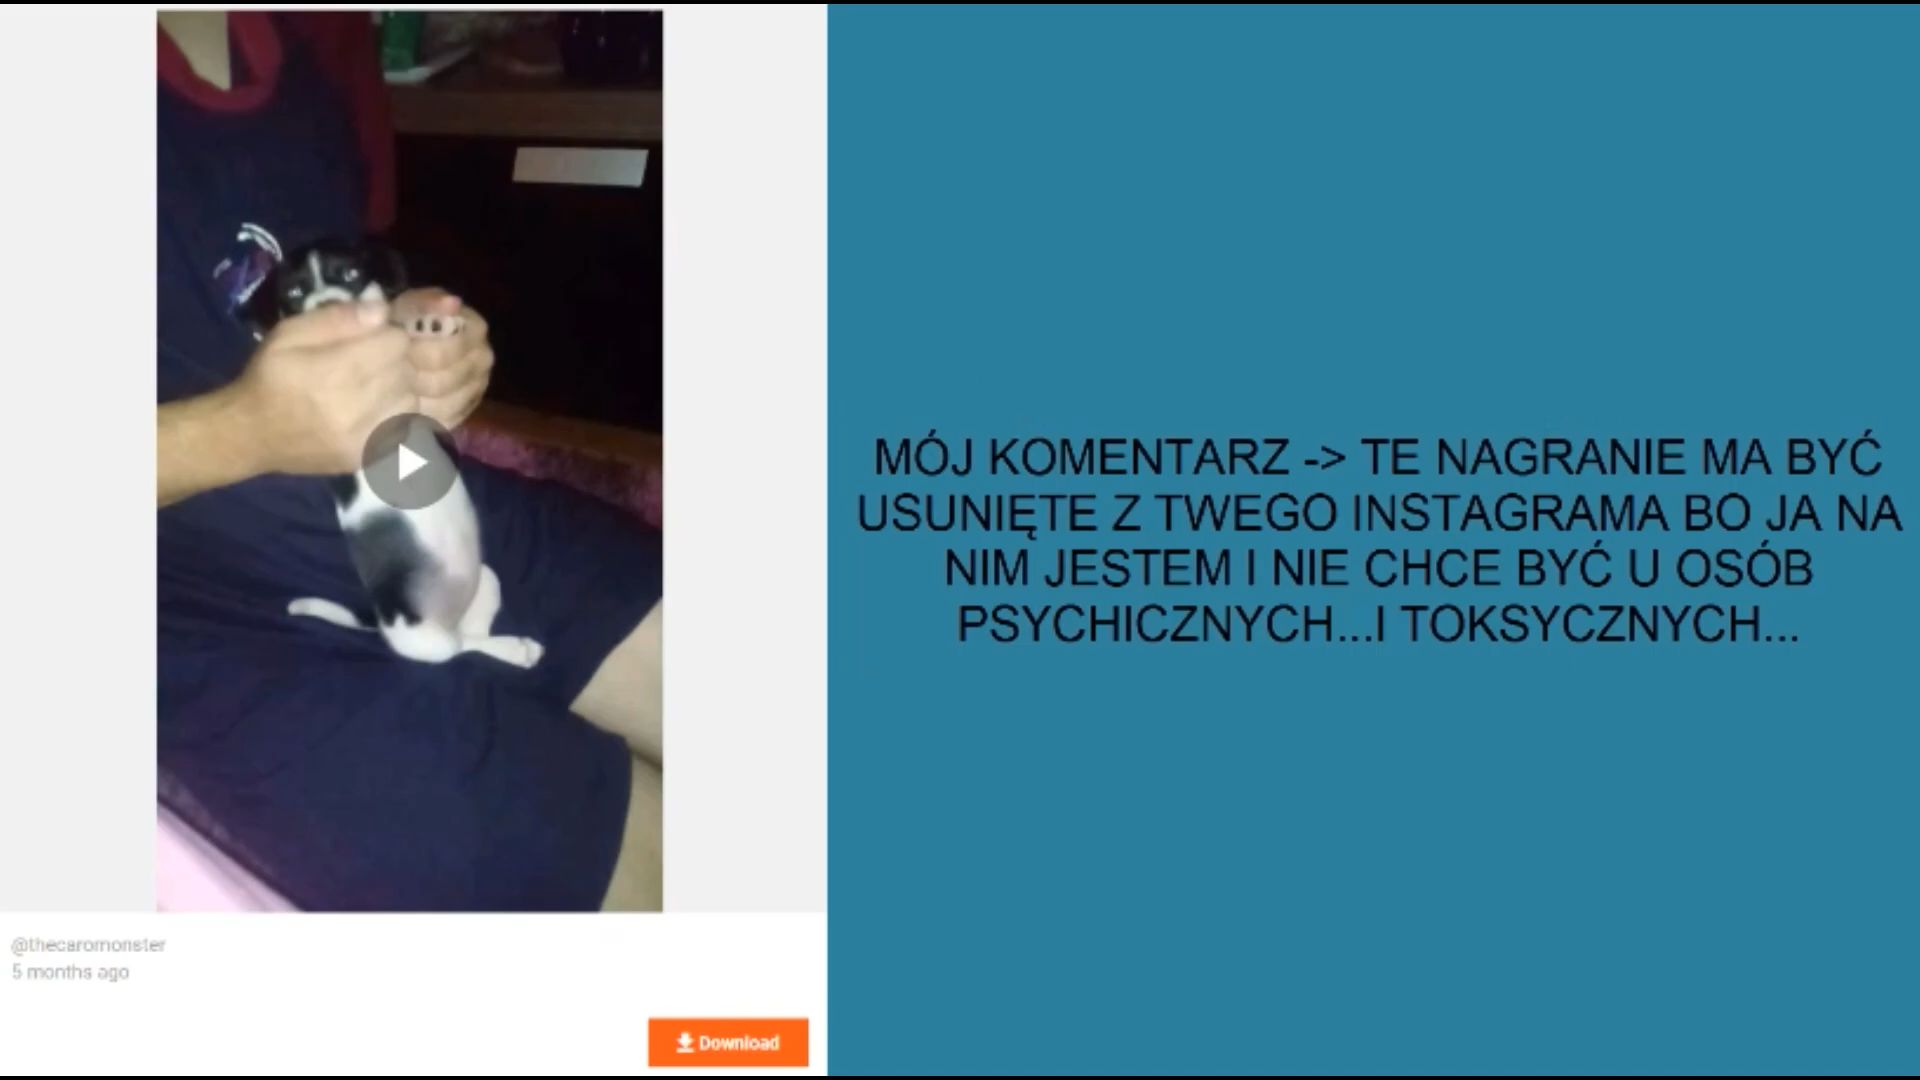 @thecaromonster
5 months ago
Download
MÓJ KOMENTARZ -> TE NAGRANIE MA BYĆ
USUNIĘTE Z TWEGO INSTAGRAMA BO JA NA
NIM JESTEM I NIE CHCE BYĆ U OSÓB
PSYCHICZNYCH...I TOKSYCZNYCH...